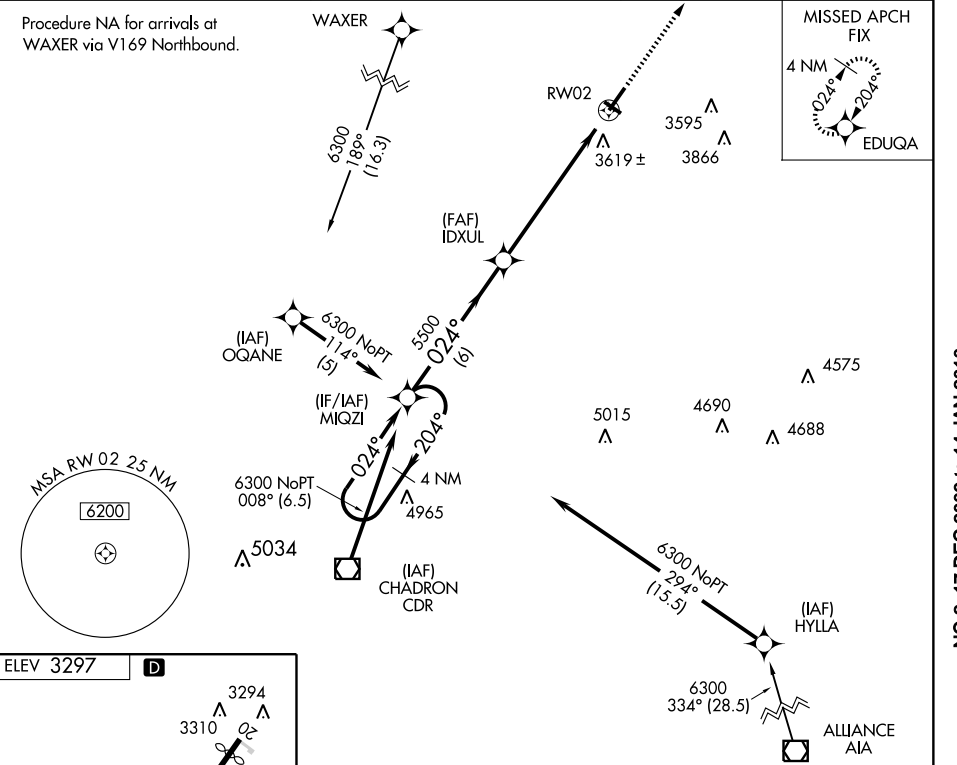 Procedure NA for arrivals at
WAXER via V169 Northbound.
WAXER
6300
189°
(16.3)
RW02
3595
3619 ±
3866
MISSED APCH
FIX
4 NM
024°
204°
EDUQA
(FAF)
IDXUL
5500
024°
(6)
(IAF)
OQANE
6300 NoPT
114°
(5)
(IF/IAF)
MIQZI
024°
204°
4 NM
6300 NoPT
008° (6.5)
4965
5034
(IAF)
CHADRON
CDR
4575
5015
4690
4688
MSA RW 02 25 NM
6200
6300 NoPT
294°
(15.5)
(IAF)
HYLLA
6300
334° (28.5)
ALLIANCE
AIA
ELEV 3297
D
3294
3310
20